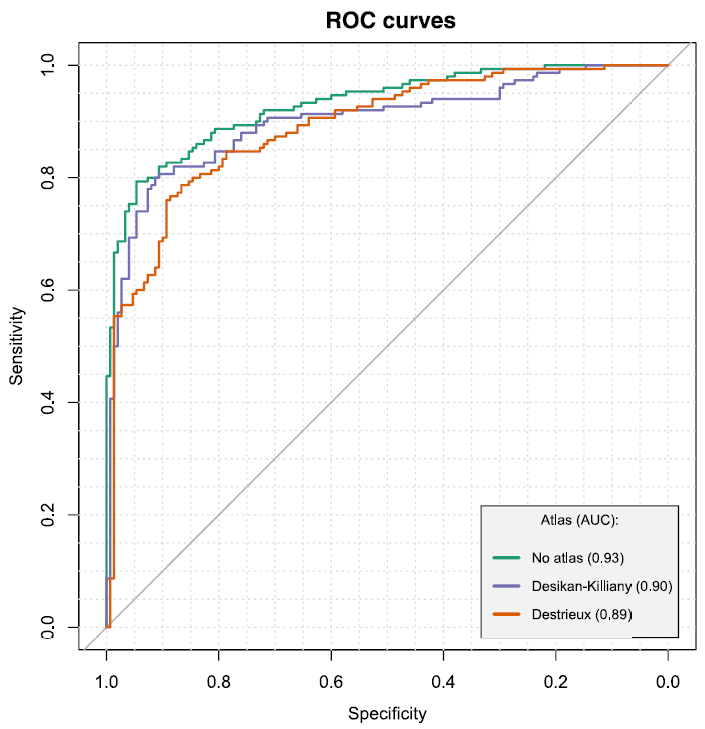 ROC curves
Sensitivity
1.0
0.8
0.6
0.4
0.2
0.0
Atlas (AUC):
No atlas (0.93)
Desikan-Killiany (0.90)
Destrieux (0.89)
1.0 0.8 0.6 0.4 0.2 0.0
Specificity